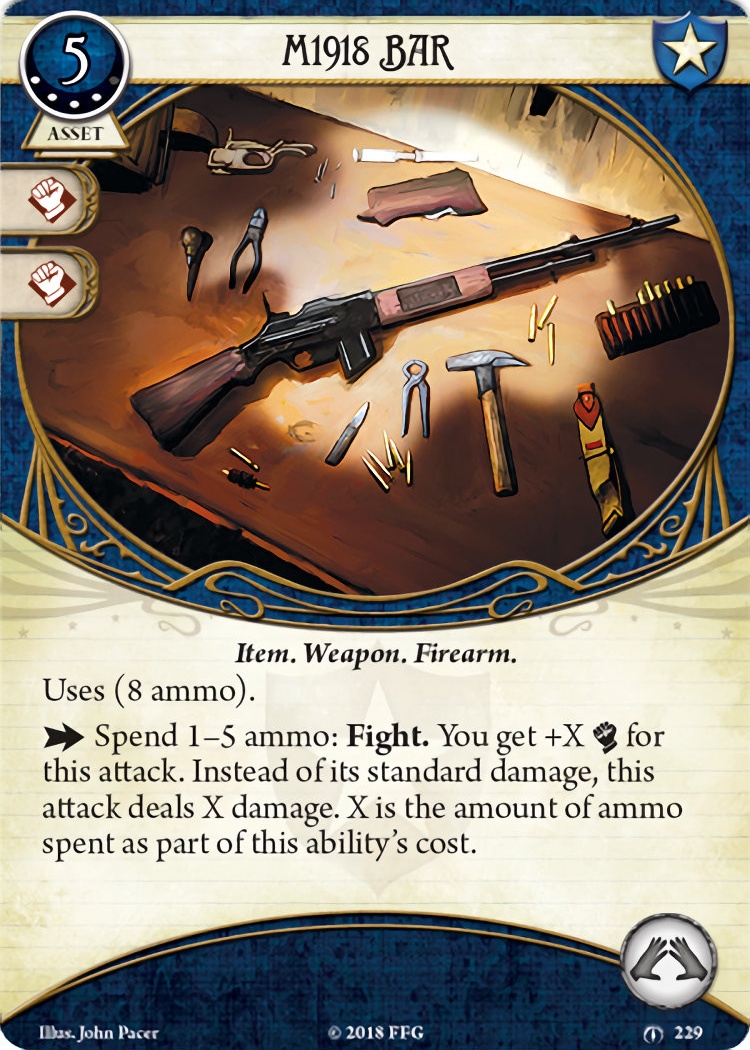 5
M1918 BAR
ASSET
Item. Weapon. Firearm.
Uses (8 ammo).
Spend 1–5 ammo: Fight. You get +X for
this attack. Instead of its standard damage, this
attack deals X damage. X is the amount of ammo
spent as part of this ability’s cost.
Illus. John Pacer
© 2018 FFG
229